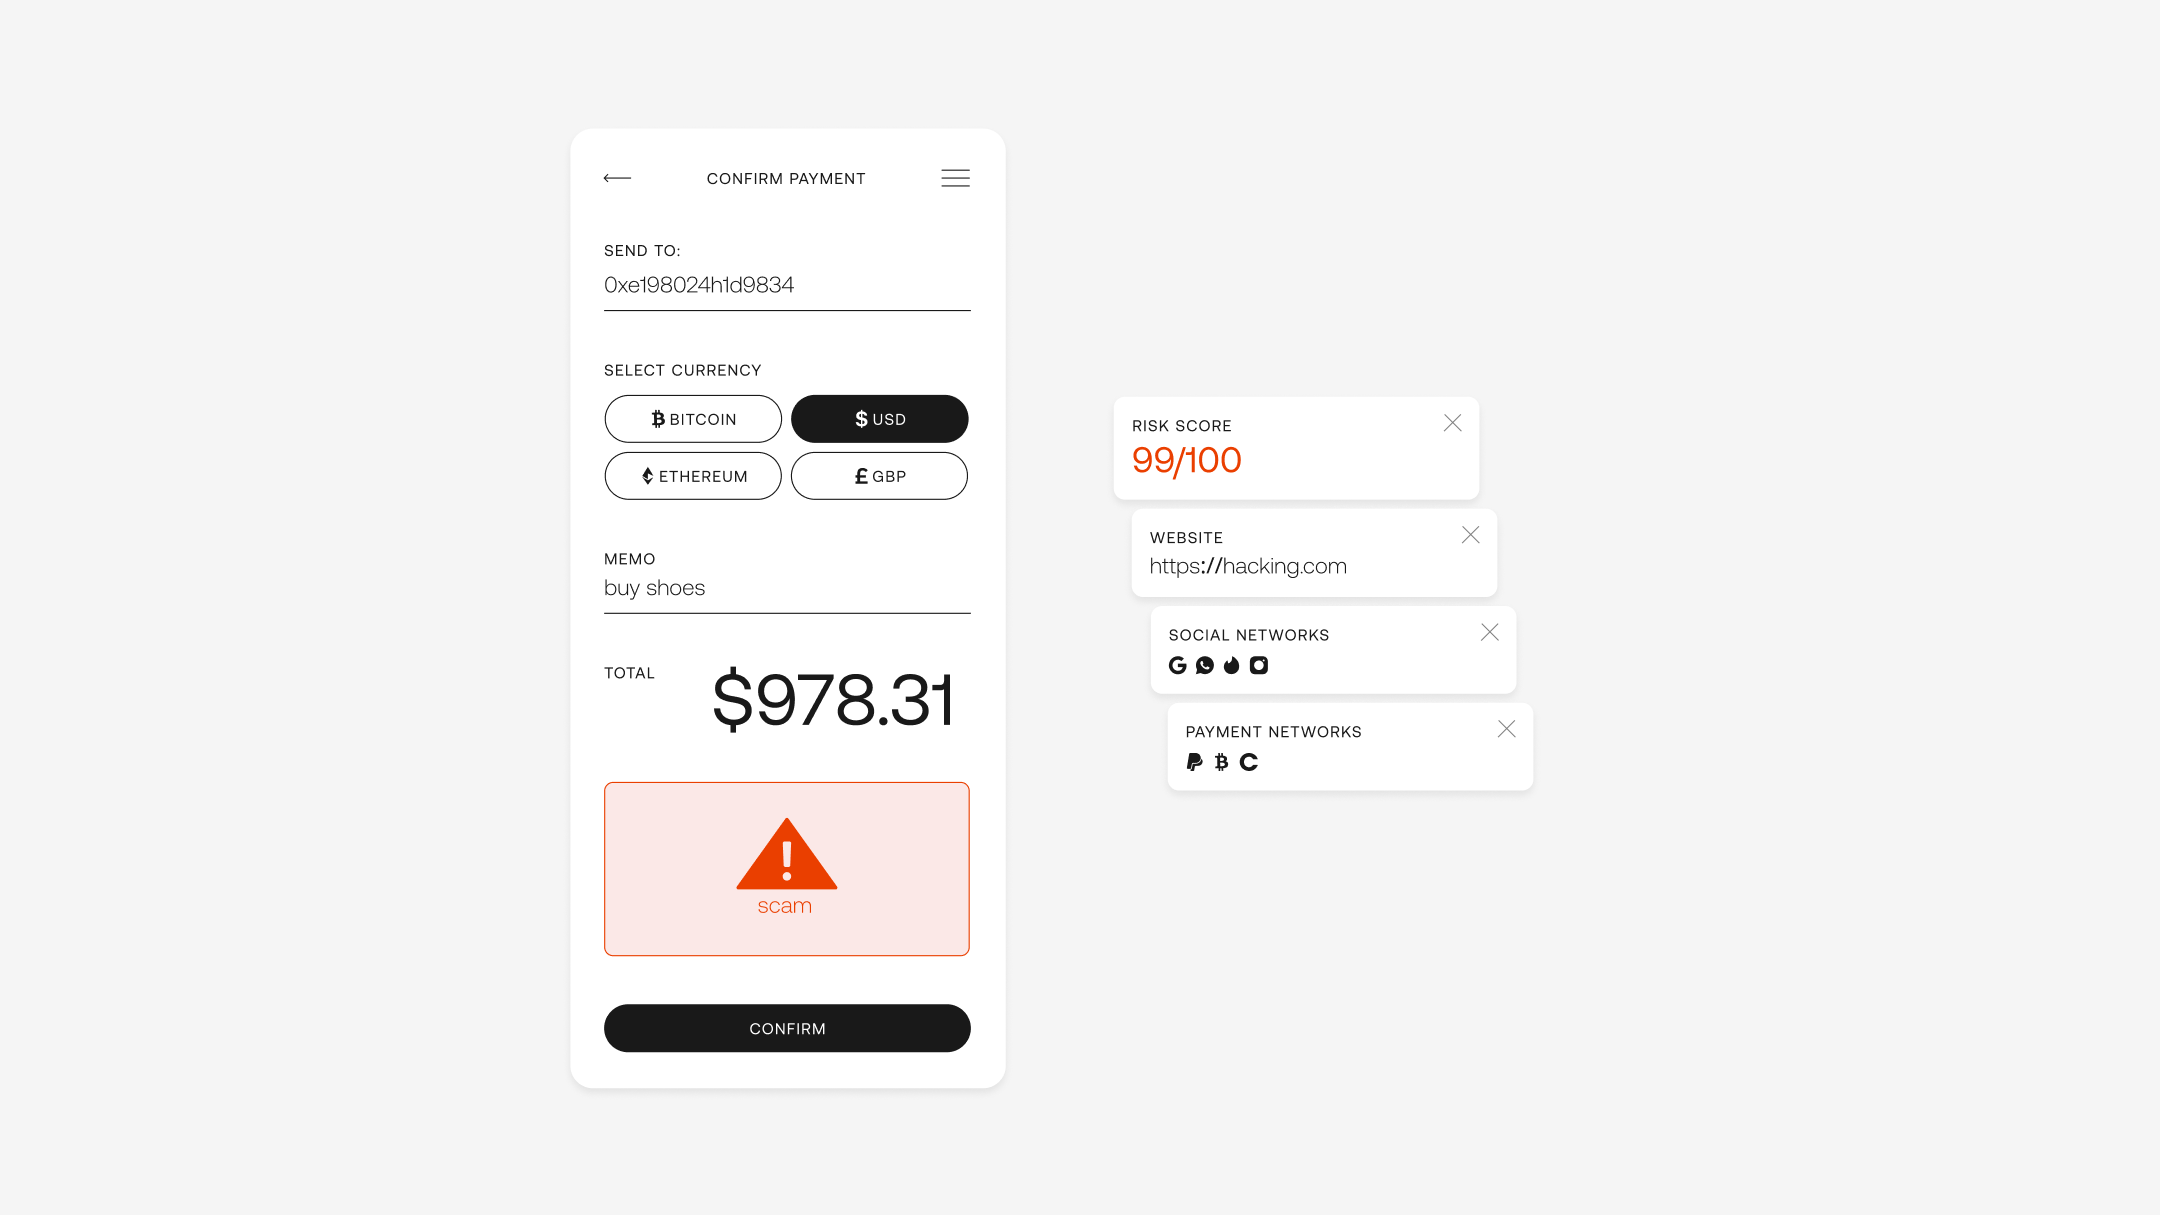 CONFIRM PAYMENT
SEND TO:
0xe198024h1d9834
SELECT CURRENCY
BITCOIN
$ USD
ETHEREUM
£ GBP
MEMO
buy shoes
TOTAL
$978.31
!
scam
CONFIRM
RISK SCORE
99/100
WEBSITE
https://hacking.com
SOCIAL NETWORKS
PAYMENT NETWORKS